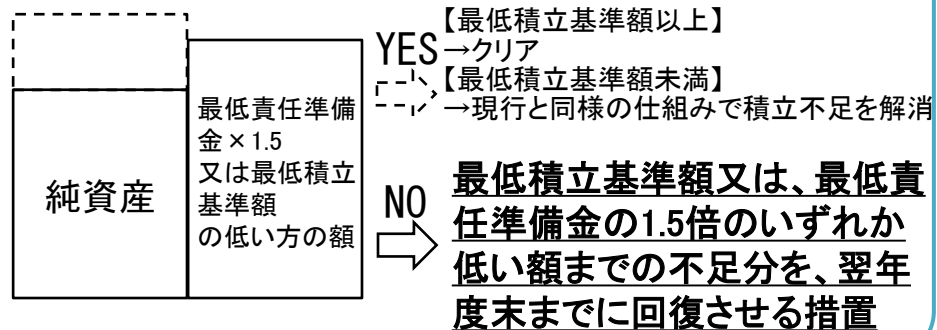 純資産
最低責任準備
金×1.5
又は最低積立
基準額
の低い方の額
YES
【最低積立基準額以上】
→クリア
【最低積立基準額未満】
→現行と同様の仕組みで積立不足を解消
NO
最低積立基準額又は、最低責
任準備金の1.5倍のいずれか
低い額までの不足分を、翌年
度末までに回復させる措置